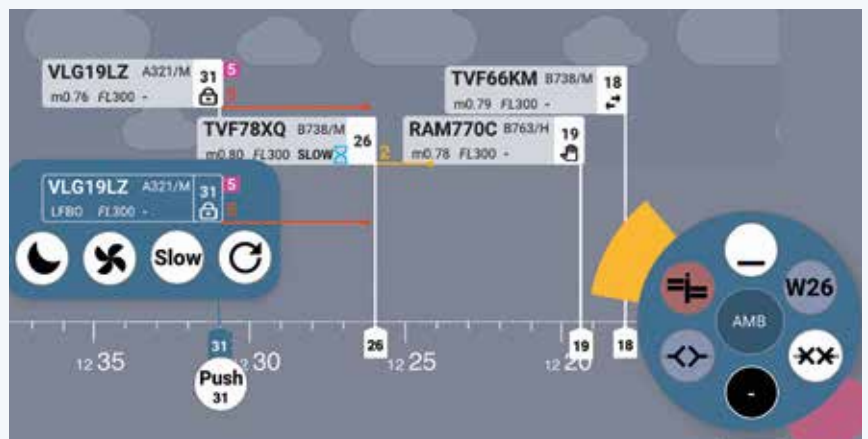 VLG19LZ A321/M 31 5
m0.76 FL300 - 5
TVF66KM B738/M 18
m0.79 FL300 -
TVF78XQ B738/M 26
m0.80 FL300 SLOW 2
RAM770C B763/H 19
m0.78 FL300 -
VLG19LZ A321/M 31 5
LFBO FL300 - 5
Slow
W26
AMB
-
31 26 19 18
12 35 12 30 12 25 12 20
Push
31